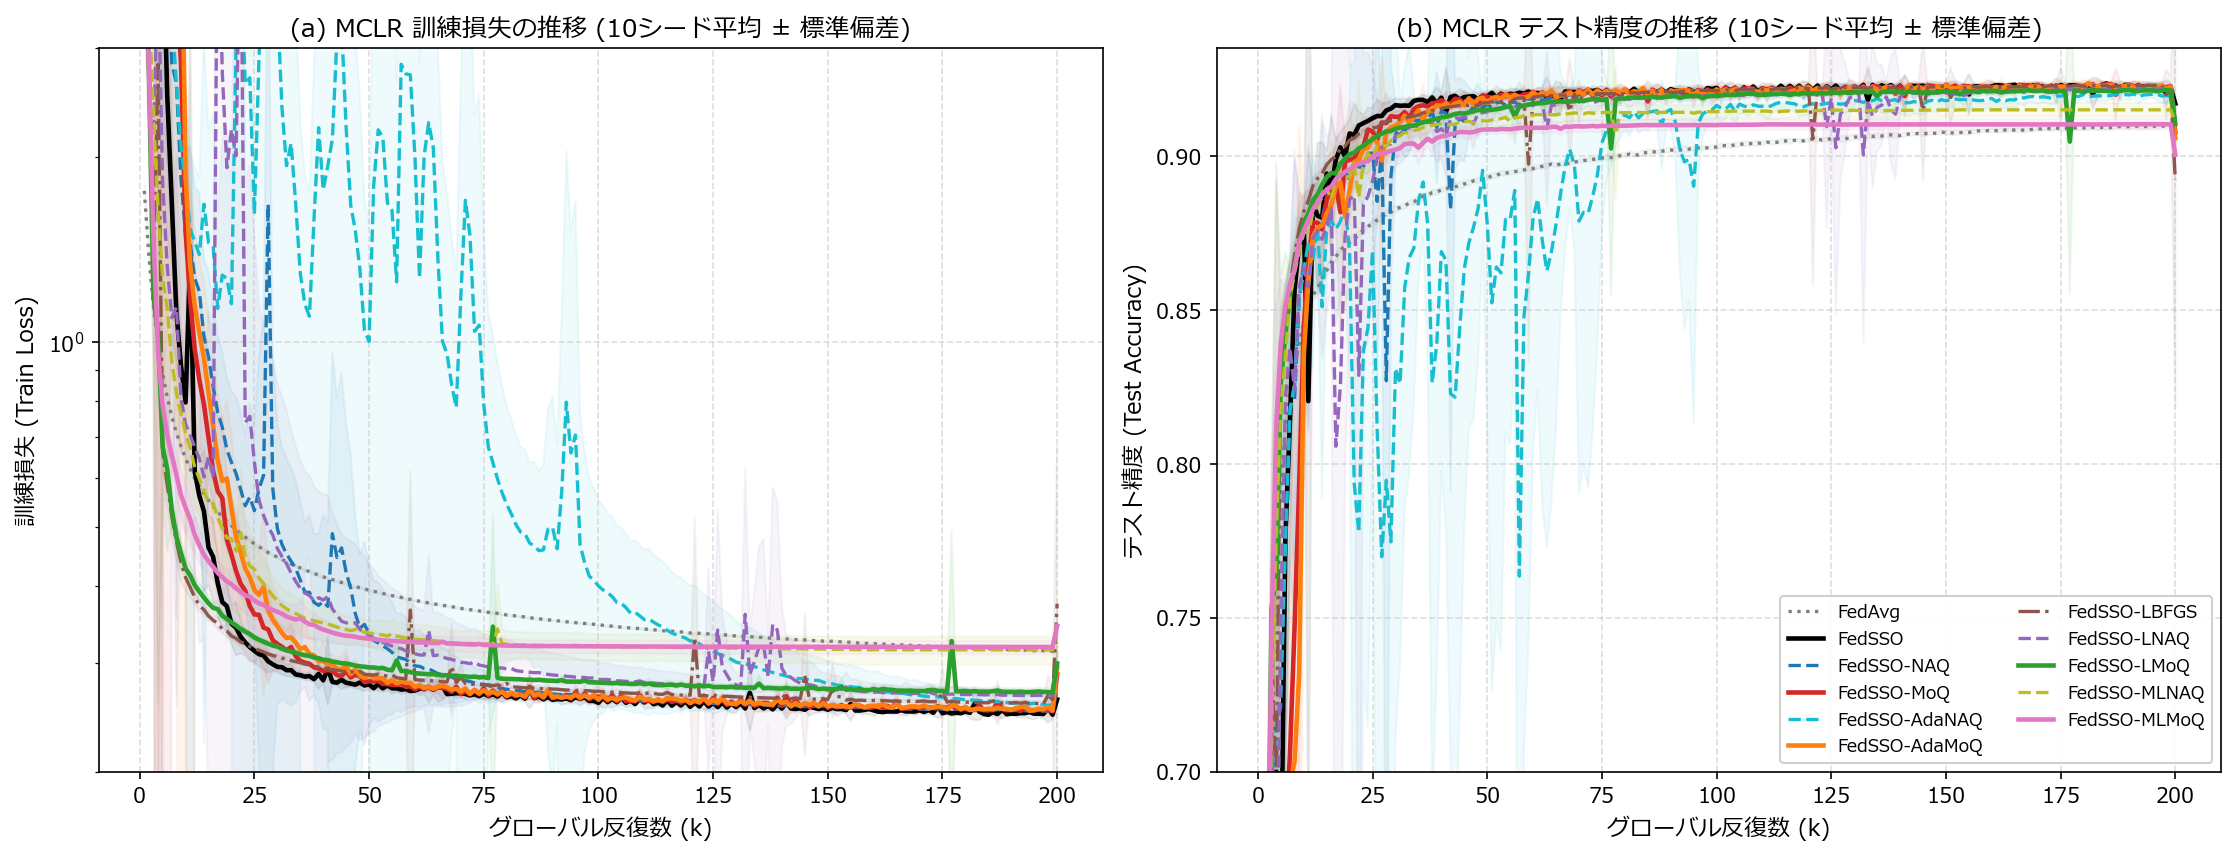 (a) MCLR 訓練損失の推移 (10シード平均 ± 標準偏差)
訓練損失 (Train Loss)
10⁰
0 25 50 75 100 125 150 175 200
グローバル反復数 (k)
(b) MCLR テスト精度の推移 (10シード平均 ± 標準偏差)
テスト精度 (Test Accuracy)
0.90
0.85
0.80
0.75
0.70
0 25 50 75 100 125 150 175 200
グローバル反復数 (k)
FedAvg
FedSSO
FedSSO-NAQ
FedSSO-MoQ
FedSSO-AdaNAQ
FedSSO-AdaMoQ
FedSSO-LBFGS
FedSSO-LNAQ
FedSSO-LMoQ
FedSSO-MLNAQ
FedSSO-MLMoQ